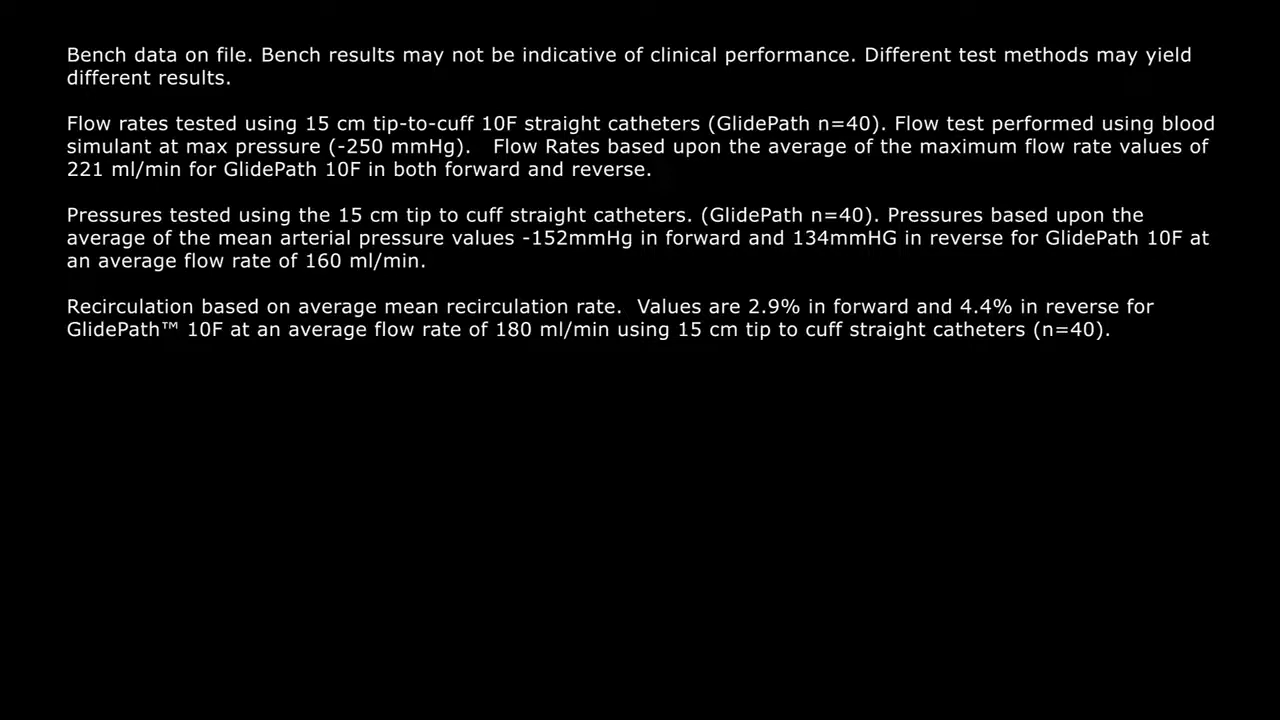 Bench data on file. Bench results may not be indicative of clinical performance. Different test methods may yield
different results.
Flow rates tested using 15 cm tip-to-cuff 10F straight catheters (GlidePath n=40). Flow test performed using blood
simulant at max pressure (-250 mmHg).   Flow Rates based upon the average of the maximum flow rate values of
221 ml/min for GlidePath 10F in both forward and reverse.
Pressures tested using the 15 cm tip to cuff straight catheters. (GlidePath n=40). Pressures based upon the
average of the mean arterial pressure values -152mmHg in forward and 134mmHG in reverse for GlidePath 10F at
an average flow rate of 160 ml/min.
Recirculation based on average mean recirculation rate.  Values are 2.9% in forward and 4.4% in reverse for
GlidePath™ 10F at an average flow rate of 180 ml/min using 15 cm tip to cuff straight catheters (n=40).